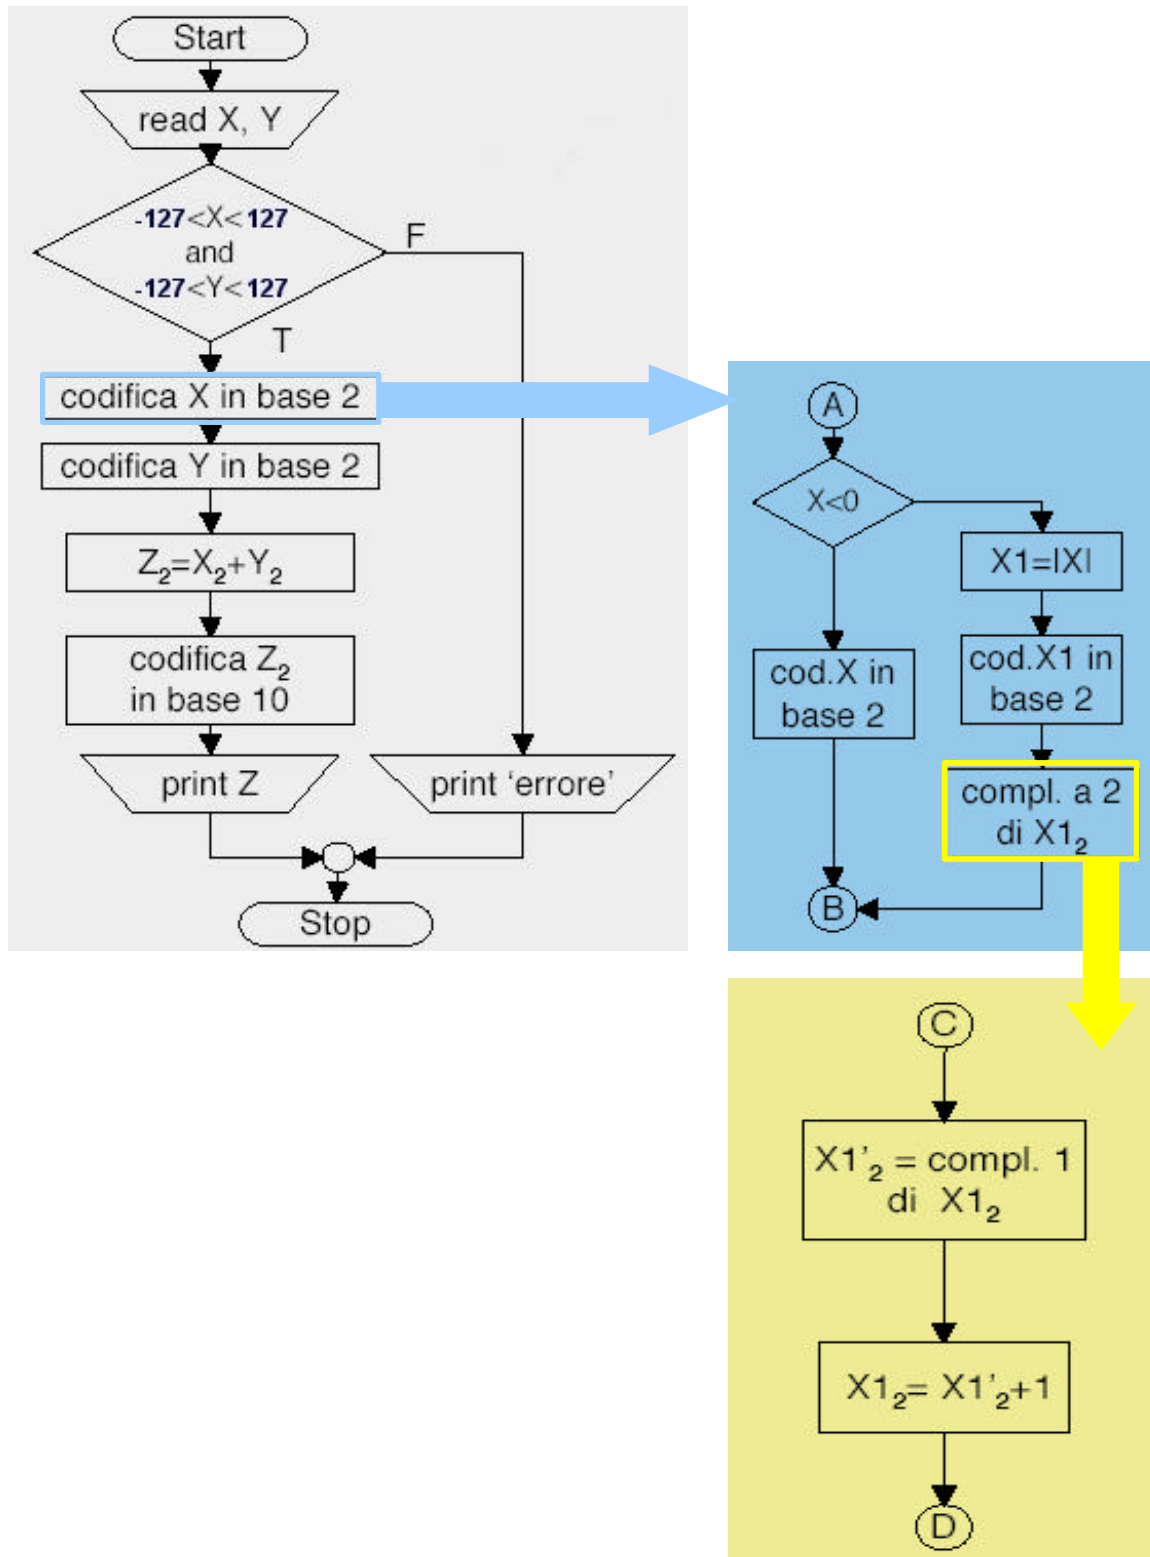 Start
read X, Y
-127<X<127
and
-127<Y<127
F
T
codifica X in base 2
codifica Y in base 2
Z₂=X₂+Y₂
codifica Z₂
in base 10
print Z
print ‘errore’
Stop
A
X<0
X1=|X|
cod.X in
base 2
cod.X1 in
base 2
compl. a 2
di X1₂
B
C
X1’₂ = compl. 1
di X1₂
X1₂= X1’₂+1
D